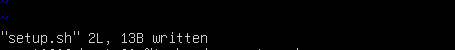 ~
~
"setup.sh" 2L, 13B written